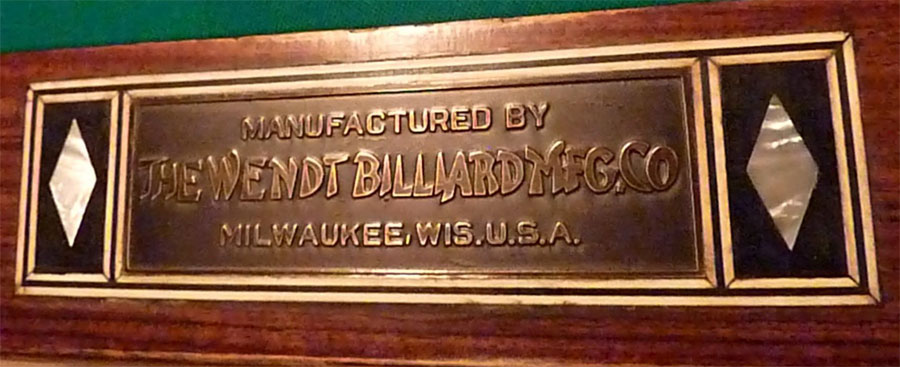 MANUFACTURED BY
THE WENDT BILLIARD MFG. CO
MILWAUKEE, WIS. U.S.A.